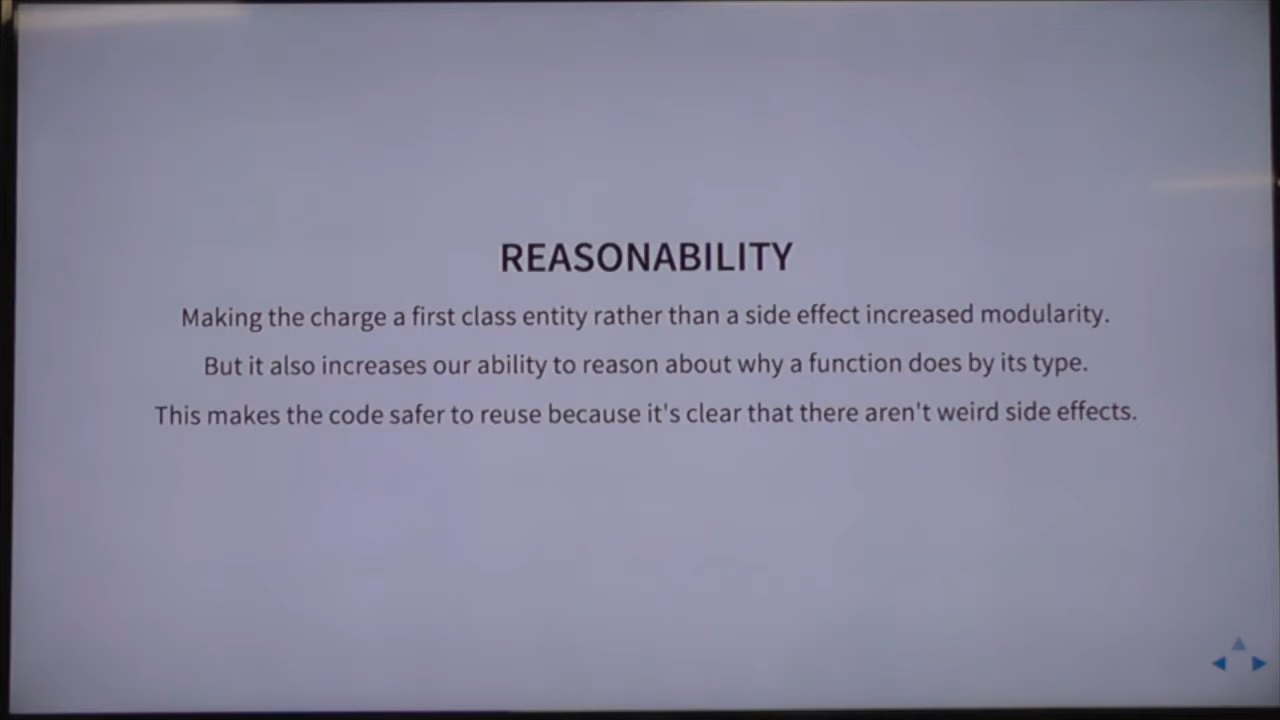 REASONABILITY
Making the charge a first class entity rather than a side effect increased modularity.
But it also increases our ability to reason about why a function does by its type.
This makes the code safer to reuse because it's clear that there aren't weird side effects.